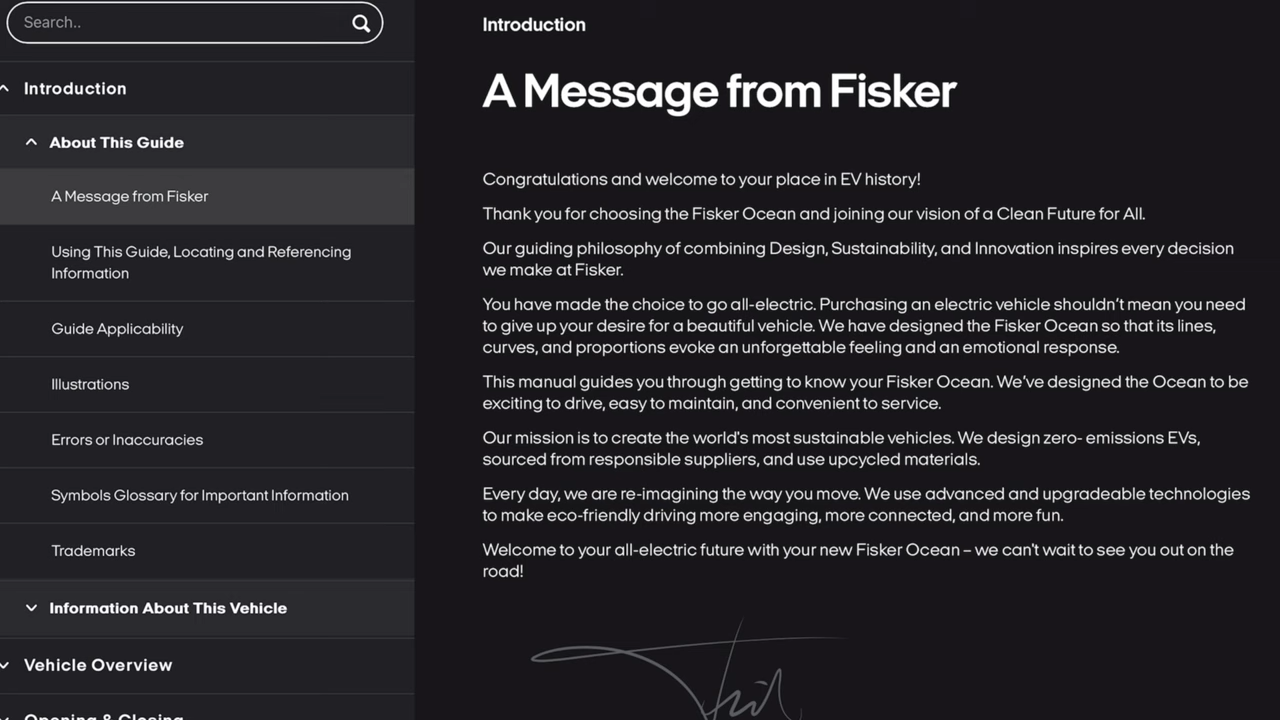 Search..
Introduction
About This Guide
A Message from Fisker
Using This Guide, Locating and Referencing
Information
Guide Applicability
Illustrations
Errors or Inaccuracies
Symbols Glossary for Important Information
Trademarks
Information About This Vehicle
Vehicle Overview
Opening & Closing
Introduction
A Message from Fisker
Congratulations and welcome to your place in EV history!
Thank you for choosing the Fisker Ocean and joining our vision of a Clean Future for All.
Our guiding philosophy of combining Design, Sustainability, and Innovation inspires every decision
we make at Fisker.
You have made the choice to go all-electric. Purchasing an electric vehicle shouldn’t mean you need
to give up your desire for a beautiful vehicle. We have designed the Fisker Ocean so that its lines,
curves, and proportions evoke an unforgettable feeling and an emotional response.
This manual guides you through getting to know your Fisker Ocean. We’ve designed the Ocean to be
exciting to drive, easy to maintain, and convenient to service.
Our mission is to create the world's most sustainable vehicles. We design zero- emissions EVs,
sourced from responsible suppliers, and use upcycled materials.
Every day, we are re-imagining the way you move. We use advanced and upgradeable technologies
to make eco-friendly driving more engaging, more connected, and more fun.
Welcome to your all-electric future with your new Fisker Ocean – we can't wait to see you out on the
road!